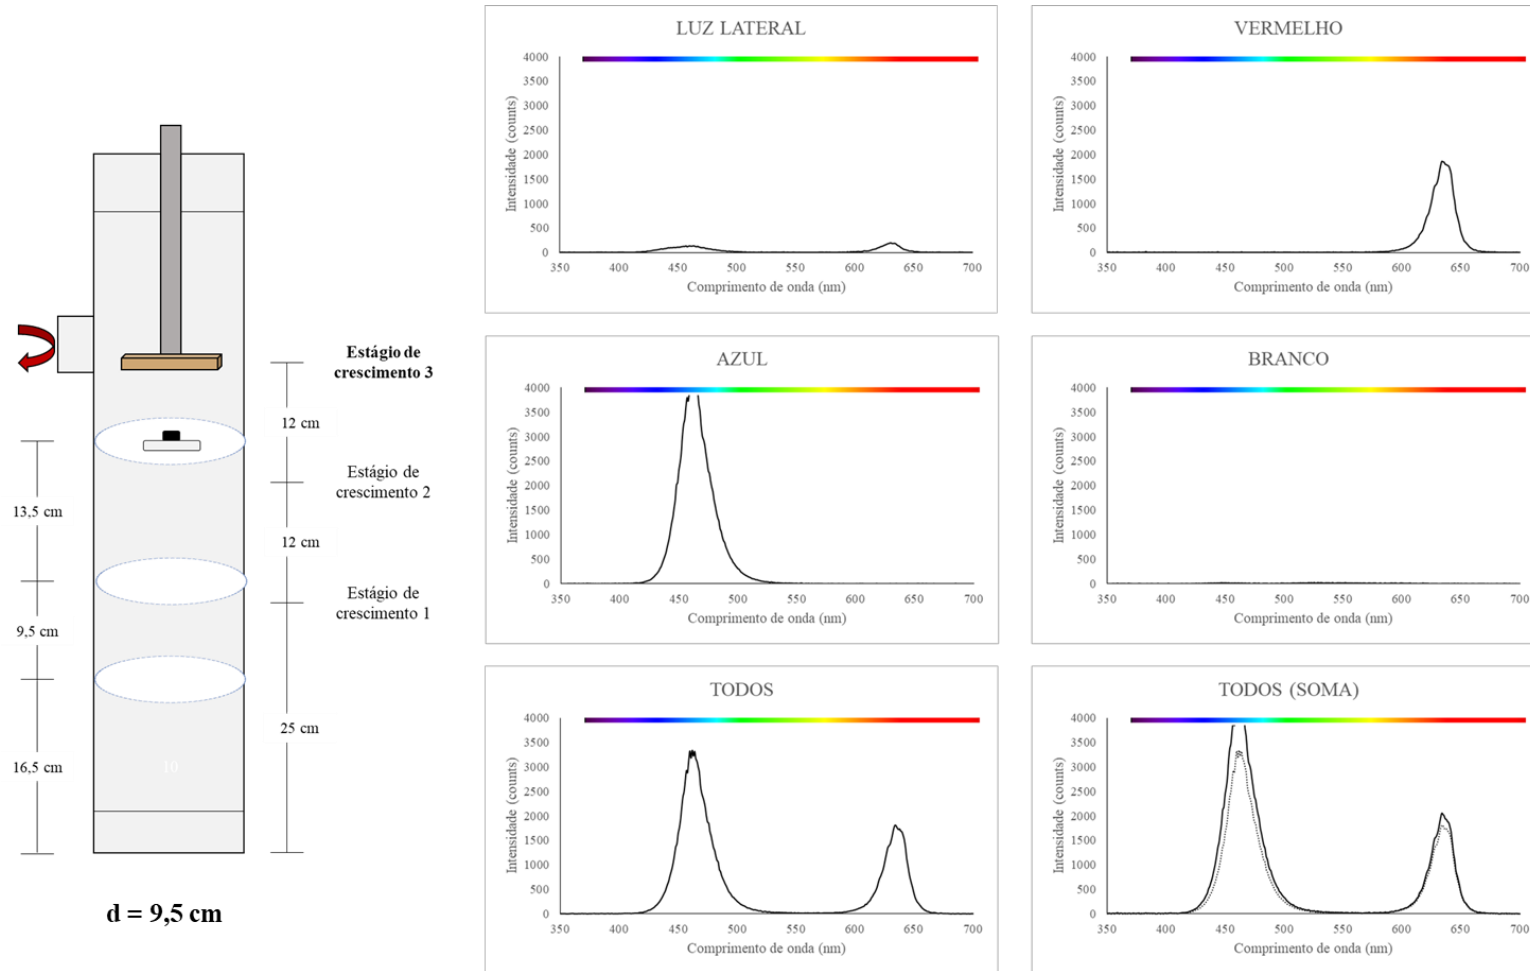 Estágio de
crescimento 3
12 cm
Estágio de
crescimento 2
13,5 cm
12 cm
Estágio de
crescimento 1
9,5 cm
25 cm
16,5 cm
10
d = 9,5 cm
LUZ LATERAL
Intensidade (counts)
4000
3500
3000
2500
2000
1500
1000
500
0
350 400 450 500 550 600 650 700
Comprimento de onda (nm)
VERMELHO
Intensidade (counts)
4000
3500
3000
2500
2000
1500
1000
500
0
350 400 450 500 550 600 650 700
Comprimento de onda (nm)
AZUL
Intensidade (counts)
4000
3500
3000
2500
2000
1500
1000
500
0
350 400 450 500 550 600 650 700
Comprimento de onda (nm)
BRANCO
Intensidade (counts)
4000
3500
3000
2500
2000
1500
1000
500
0
350 400 450 500 550 600 650 700
Comprimento de onda (nm)
TODOS
Intensidade (counts)
4000
3500
3000
2500
2000
1500
1000
500
0
350 400 450 500 550 600 650 700
Comprimento de onda (nm)
TODOS (SOMA)
Intensidade (counts)
4000
3500
3000
2500
2000
1500
1000
500
0
350 400 450 500 550 600 650 700
Comprimento de onda (nm)